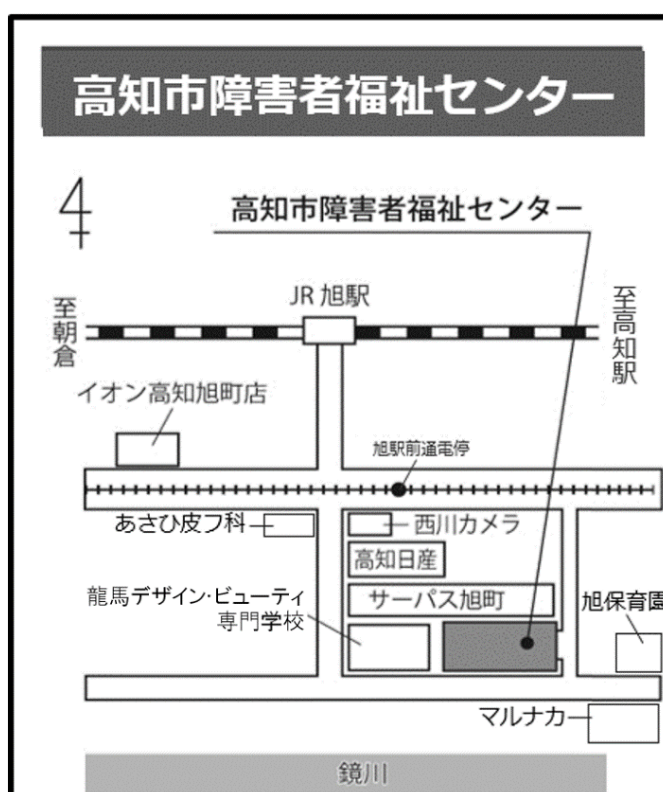 高知市障害者福祉センター
高知市障害者福祉センター
JR 旭駅
至朝倉
至高知駅
イオン高知旭町店
旭駅前通電停
あさひ皮フ科
西川カメラ
高知日産
龍馬デザイン・ビューティ
専門学校
サーパス旭町
旭保育園
マルナカ
鏡川